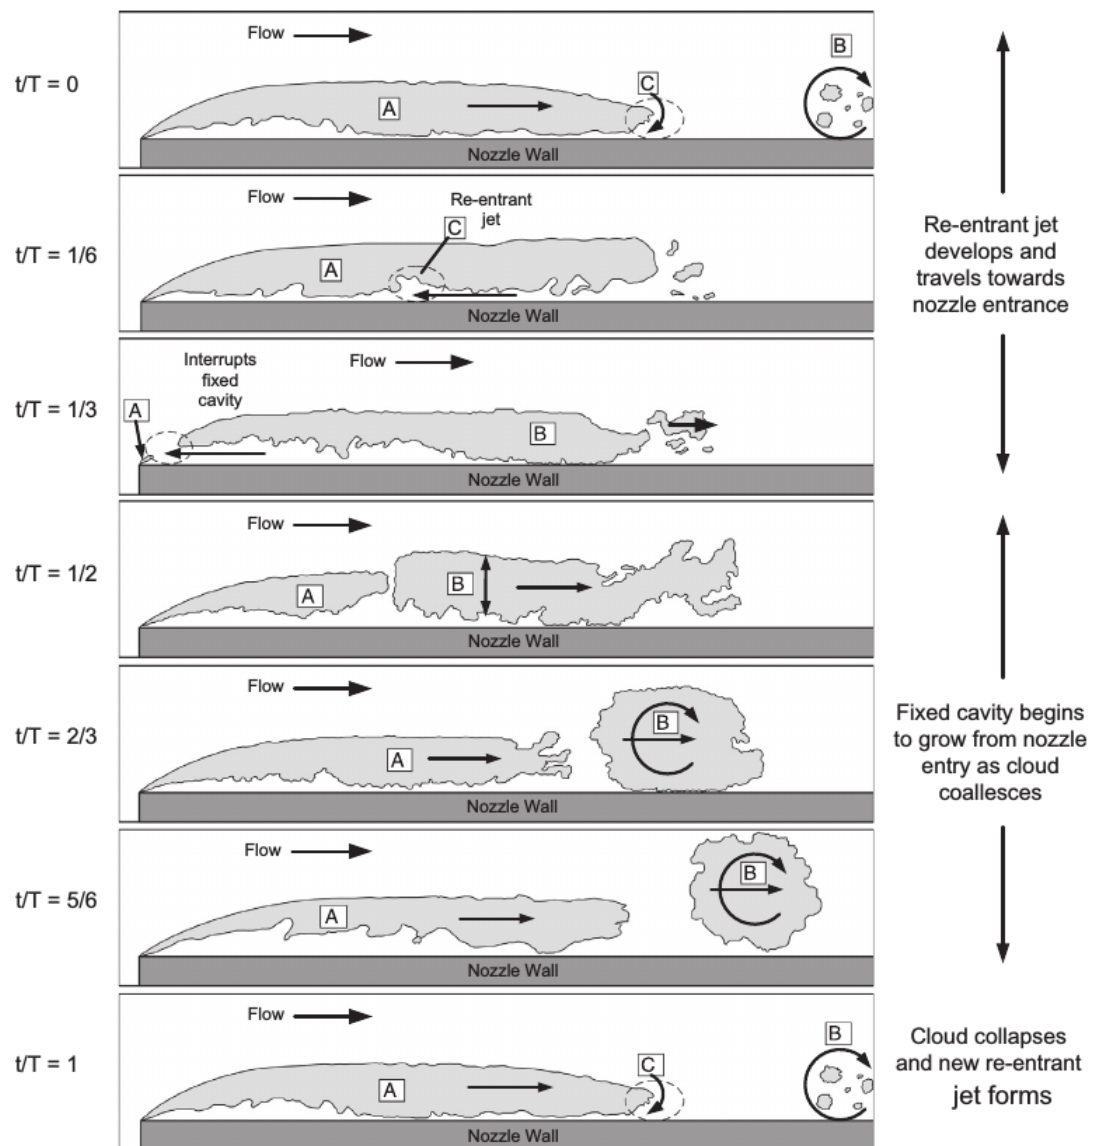 Flow
B
t/T = 0
C
A
Nozzle Wall
Flow
Re-entrant
jet
C
t/T = 1/6
A
Nozzle Wall
Re-entrant jet
develops and
travels towards
nozzle entrance
Interrupts
fixed
cavity
Flow
t/T = 1/3
A
B
Nozzle Wall
Flow
t/T = 1/2
B
A
Nozzle Wall
Flow
t/T = 2/3
B
A
Nozzle Wall
Fixed cavity begins
to grow from nozzle
entry as cloud
coallesces
Flow
t/T = 5/6
B
A
Nozzle Wall
Flow
B
t/T = 1
C
A
Nozzle Wall
Cloud collapses
and new re-entrant
jet forms